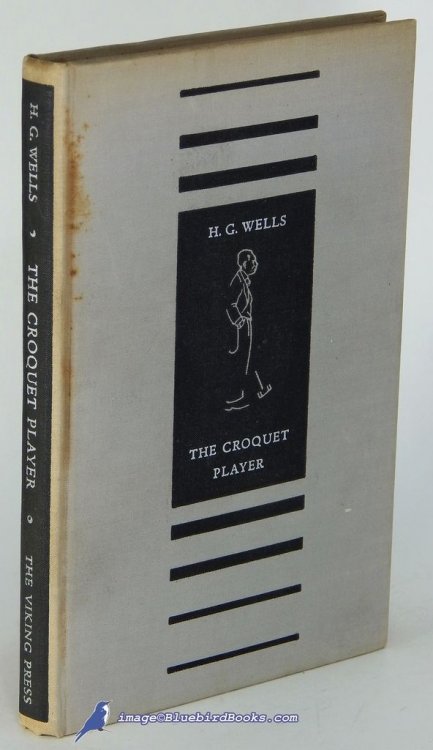 H. G. WELLS • THE CROQUET PLAYER • THE VIKING PRESS
H. G. WELLS
THE CROQUET
PLAYER
image©BluebirdBooks.com